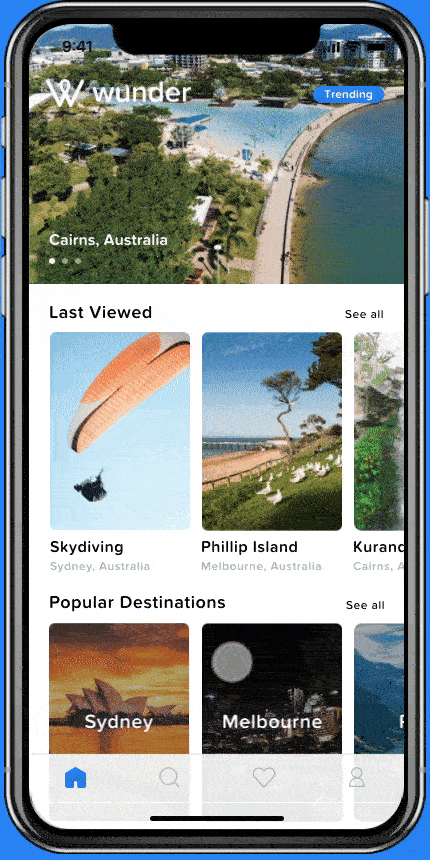 9:41
wunder
Trending
Cairns, Australia
Last Viewed
See all
Skydiving
Phillip Island
Kurand
Sydney, Australia
Melbourne, Australia
Cairns, A
Popular Destinations
See all
Sydney
Melbourne